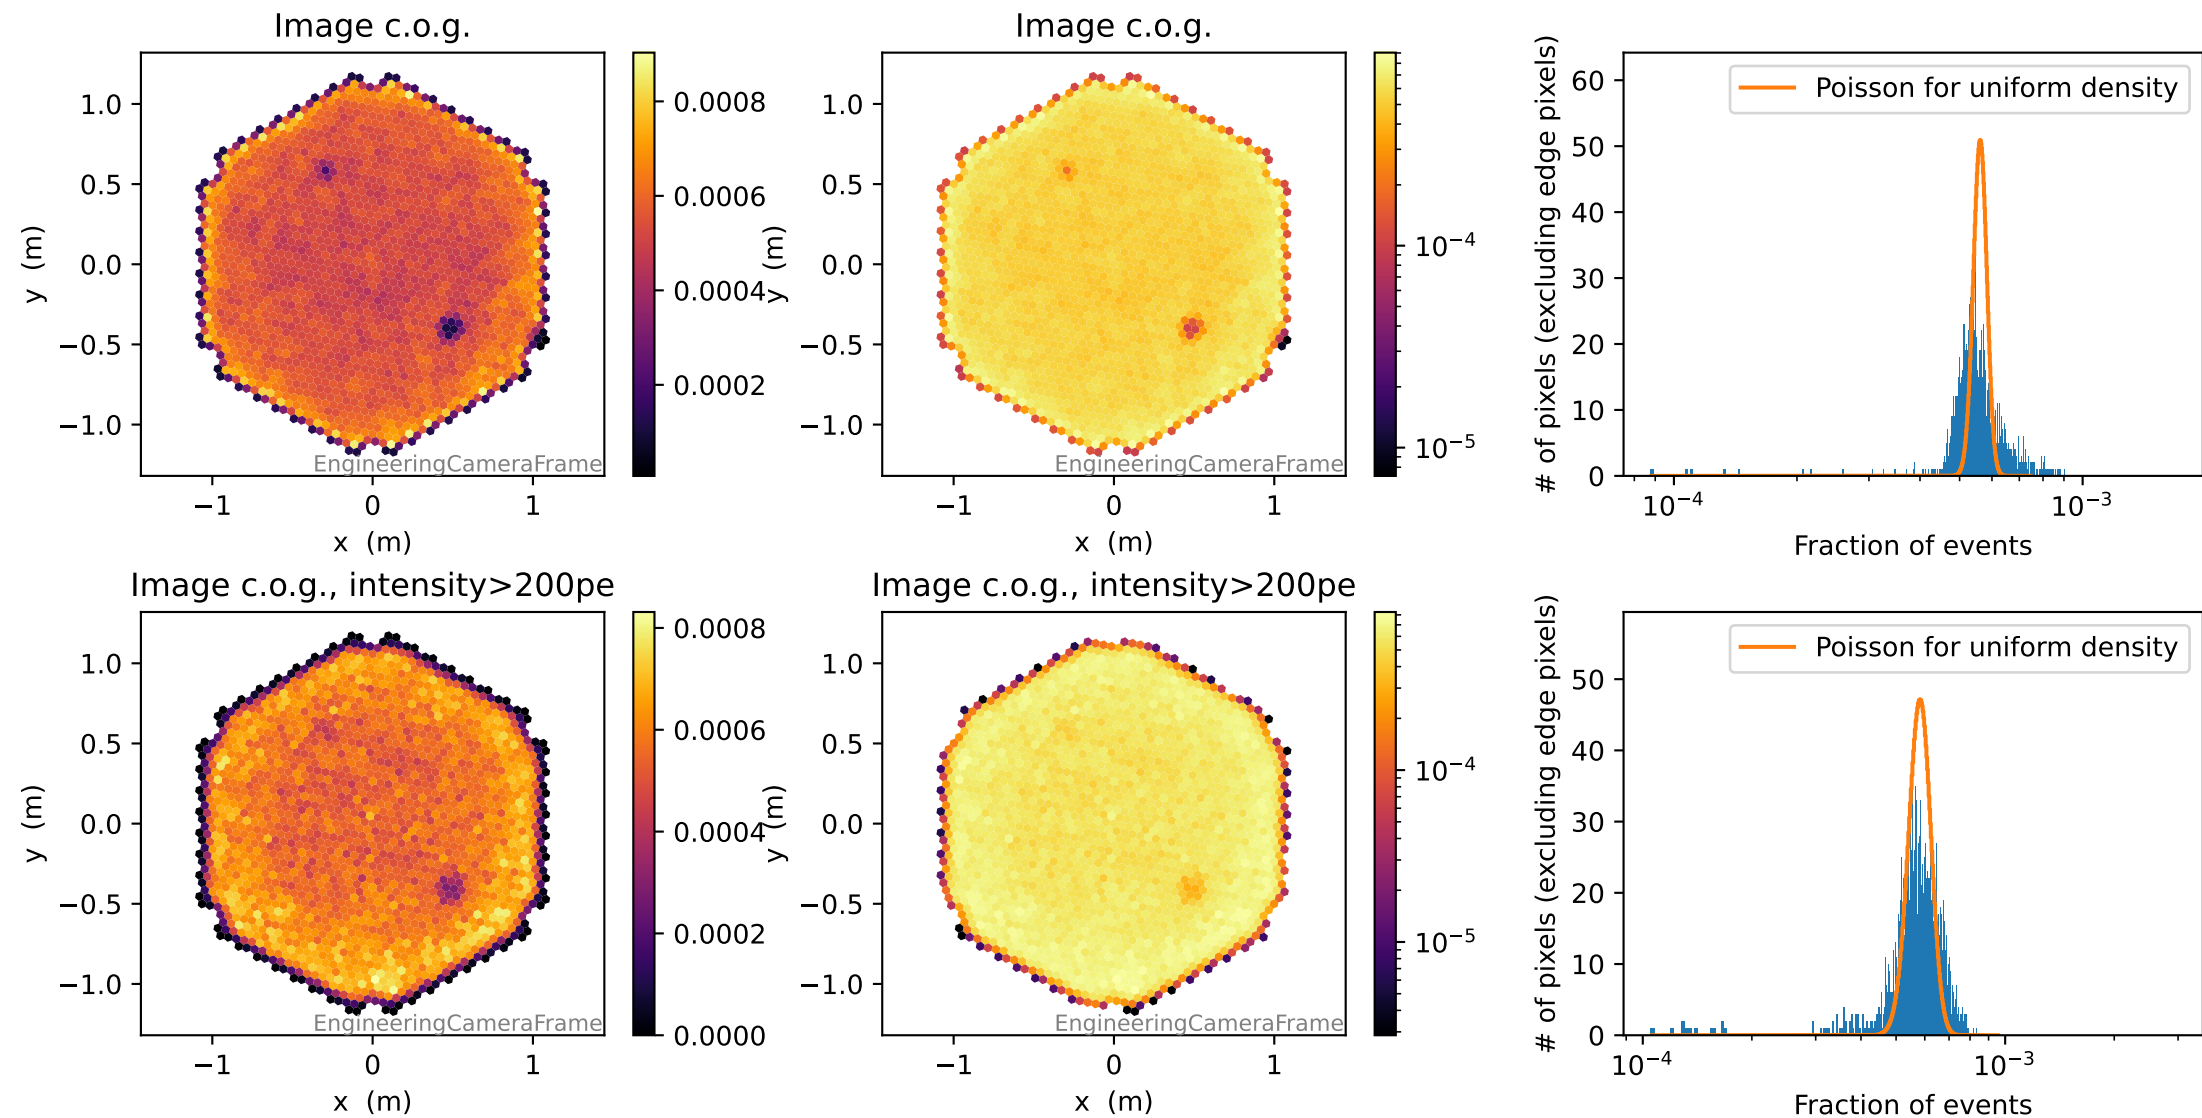 Image c.o.g.
1.0
0.5
0.0
−0.5
−1.0
y (m)
−1
0
1
x (m)
EngineeringCameraFrame
0.0008
0.0006
0.0004
0.0002
Image c.o.g.
1.0
0.5
0.0
−0.5
−1.0
y (m)
−1
0
1
x (m)
EngineeringCameraFrame
10⁻⁴
10⁻⁵
# of pixels (excluding edge pixels)
60
50
40
30
20
10
0
Poisson for uniform density
10⁻⁴
10⁻³
Fraction of events
Image c.o.g., intensity>200pe
1.0
0.5
0.0
−0.5
−1.0
y (m)
−1
0
1
x (m)
EngineeringCameraFrame
0.0008
0.0006
0.0004
0.0002
0.0000
Image c.o.g., intensity>200pe
1.0
0.5
0.0
−0.5
−1.0
y (m)
−1
0
1
x (m)
EngineeringCameraFrame
10⁻⁴
10⁻⁵
# of pixels (excluding edge pixels)
50
40
30
20
10
0
Poisson for uniform density
10⁻⁴
10⁻³
Fraction of events